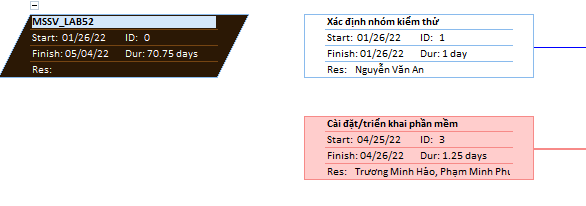 MSSV_LAB52
Start: 01/26/22 ID: 0
Finish: 05/04/22 Dur: 70.75 days
Res:
Xác định nhóm kiểm thử
Start: 01/26/22 ID: 1
Finish: 01/26/22 Dur: 1 day
Res: Nguyễn Văn An
Cài đặt/triển khai phần mềm
Start: 04/25/22 ID: 3
Finish: 04/26/22 Dur: 1.25 days
Res: Trương Minh Hảo, Phạm Minh